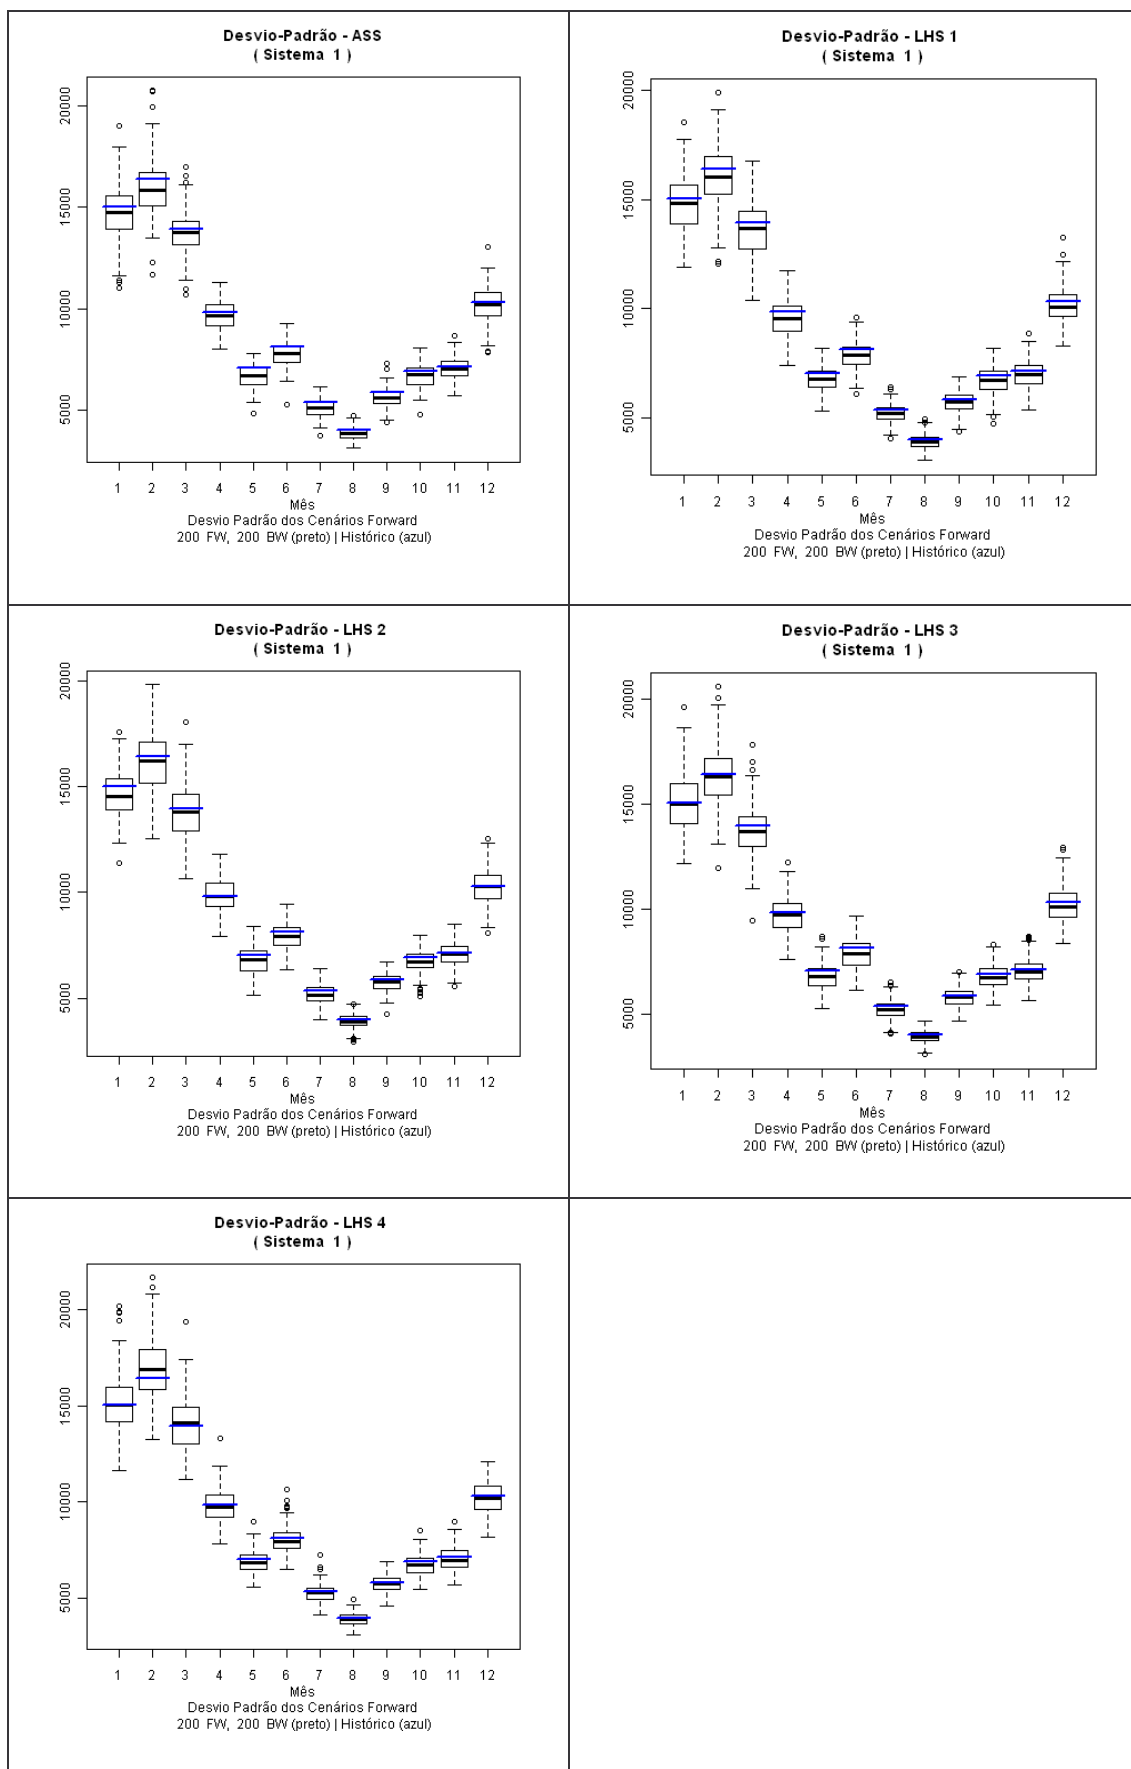 Desvio-Padrão - ASS
( Sistema 1 )
20000
15000
10000
5000
1 2 3 4 5 6 7 8 9 10 11 12
Mês
Desvio Padrão dos Cenários Forward
200 FW, 200 BW (preto) | Histórico (azul)
Desvio-Padrão - LHS 1
( Sistema 1 )
20000
15000
10000
5000
1 2 3 4 5 6 7 8 9 10 11 12
Mês
Desvio Padrão dos Cenários Forward
200 FW, 200 BW (preto) | Histórico (azul)
Desvio-Padrão - LHS 2
( Sistema 1 )
20000
15000
10000
5000
1 2 3 4 5 6 7 8 9 10 11 12
Mês
Desvio Padrão dos Cenários Forward
200 FW, 200 BW (preto) | Histórico (azul)
Desvio-Padrão - LHS 3
( Sistema 1 )
20000
15000
10000
5000
1 2 3 4 5 6 7 8 9 10 11 12
Mês
Desvio Padrão dos Cenários Forward
200 FW, 200 BW (preto) | Histórico (azul)
Desvio-Padrão - LHS 4
( Sistema 1 )
20000
15000
10000
5000
1 2 3 4 5 6 7 8 9 10 11 12
Mês
Desvio Padrão dos Cenários Forward
200 FW, 200 BW (preto) | Histórico (azul)